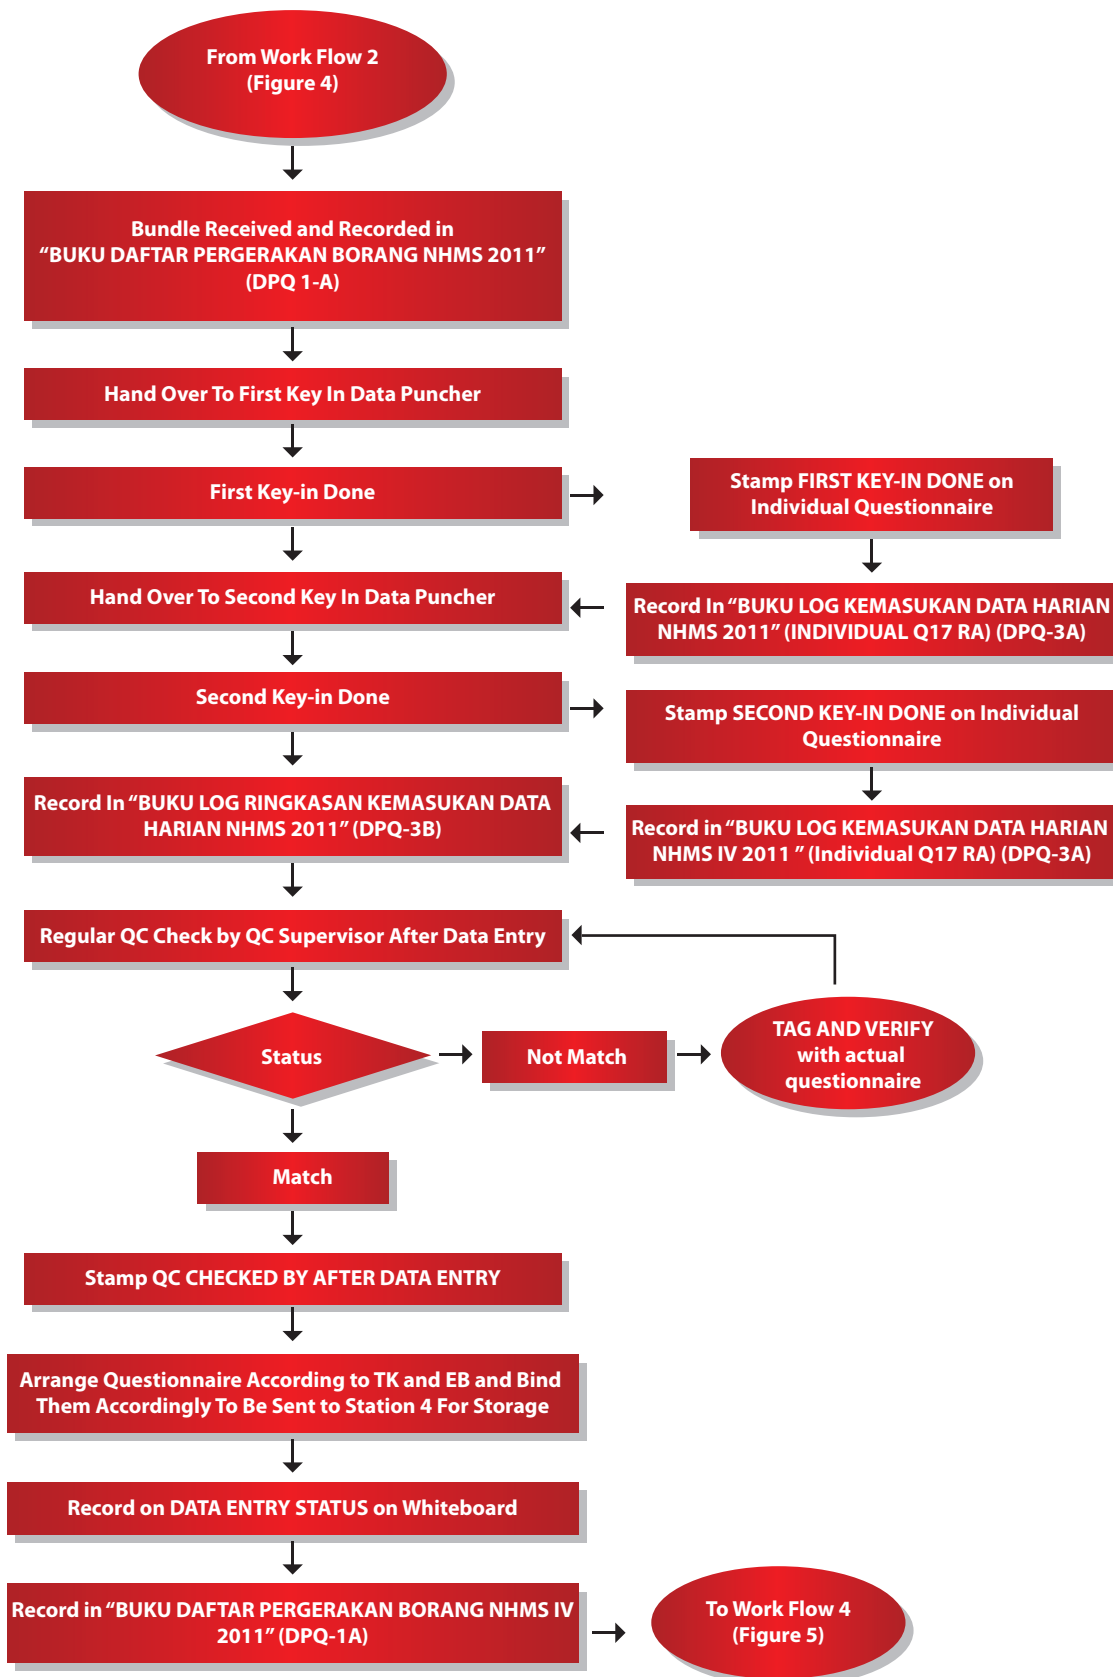 From Work Flow 2
(Figure 4)
Bundle Received and Recorded in
“BUKU DAFTAR PERGERAKAN BORANG NHMS 2011”
(DPQ 1-A)
Hand Over To First Key In Data Puncher
First Key-in Done
Stamp FIRST KEY-IN DONE on
Individual Questionnaire
Record In “BUKU LOG KEMASUKAN DATA HARIAN
NHMS 2011” (INDIVIDUAL Q17 RA) (DPQ-3A)
Hand Over To Second Key In Data Puncher
Second Key-in Done
Stamp SECOND KEY-IN DONE on Individual
Questionnaire
Record in “BUKU LOG KEMASUKAN DATA HARIAN
NHMS IV 2011 ” (Individual Q17 RA) (DPQ-3A)
Record In “BUKU LOG RINGKASAN KEMASUKAN DATA
HARIAN NHMS 2011” (DPQ-3B)
Regular QC Check by QC Supervisor After Data Entry
Status
Not Match
TAG AND VERIFY
with actual
questionnaire
Match
Stamp QC CHECKED BY AFTER DATA ENTRY
Arrange Questionnaire According to TK and EB and Bind
Them Accordingly To Be Sent to Station 4 For Storage
Record on DATA ENTRY STATUS on Whiteboard
Record in “BUKU DAFTAR PERGERAKAN BORANG NHMS IV
2011” (DPQ-1A)
To Work Flow 4
(Figure 5)